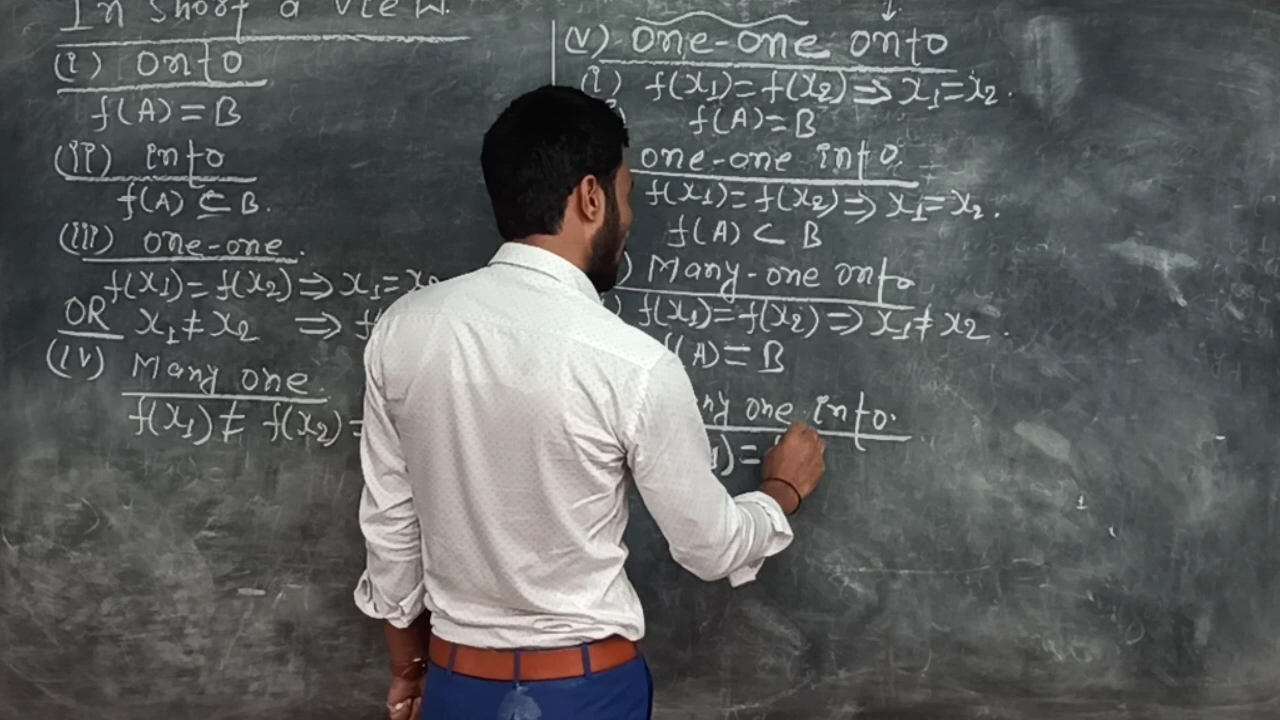 In short a view.
(i) onto
f(A) = B
(ii) into
f(A) ⊆ B.
(iii) one-one.
f(x₁) = f(x₂) ⇒ x₁ = x₂
OR x₁ ≠ x₂ ⇒ f
(iv) Many one.
f(x₁) ≠ f(x₂) =
(v) one-one onto
(i) f(x₁) = f(x₂) ⇒ x₁ = x₂.
f(A) = B
one-one into.
f(x₁) = f(x₂) ⇒ x₁ = x₂.
f(A) ⊂ B
) Many-one onto
f(x₁) = f(x₂) ⇒ x₁ ≠ x₂.
f(A) = B
ny one into.
₁) =